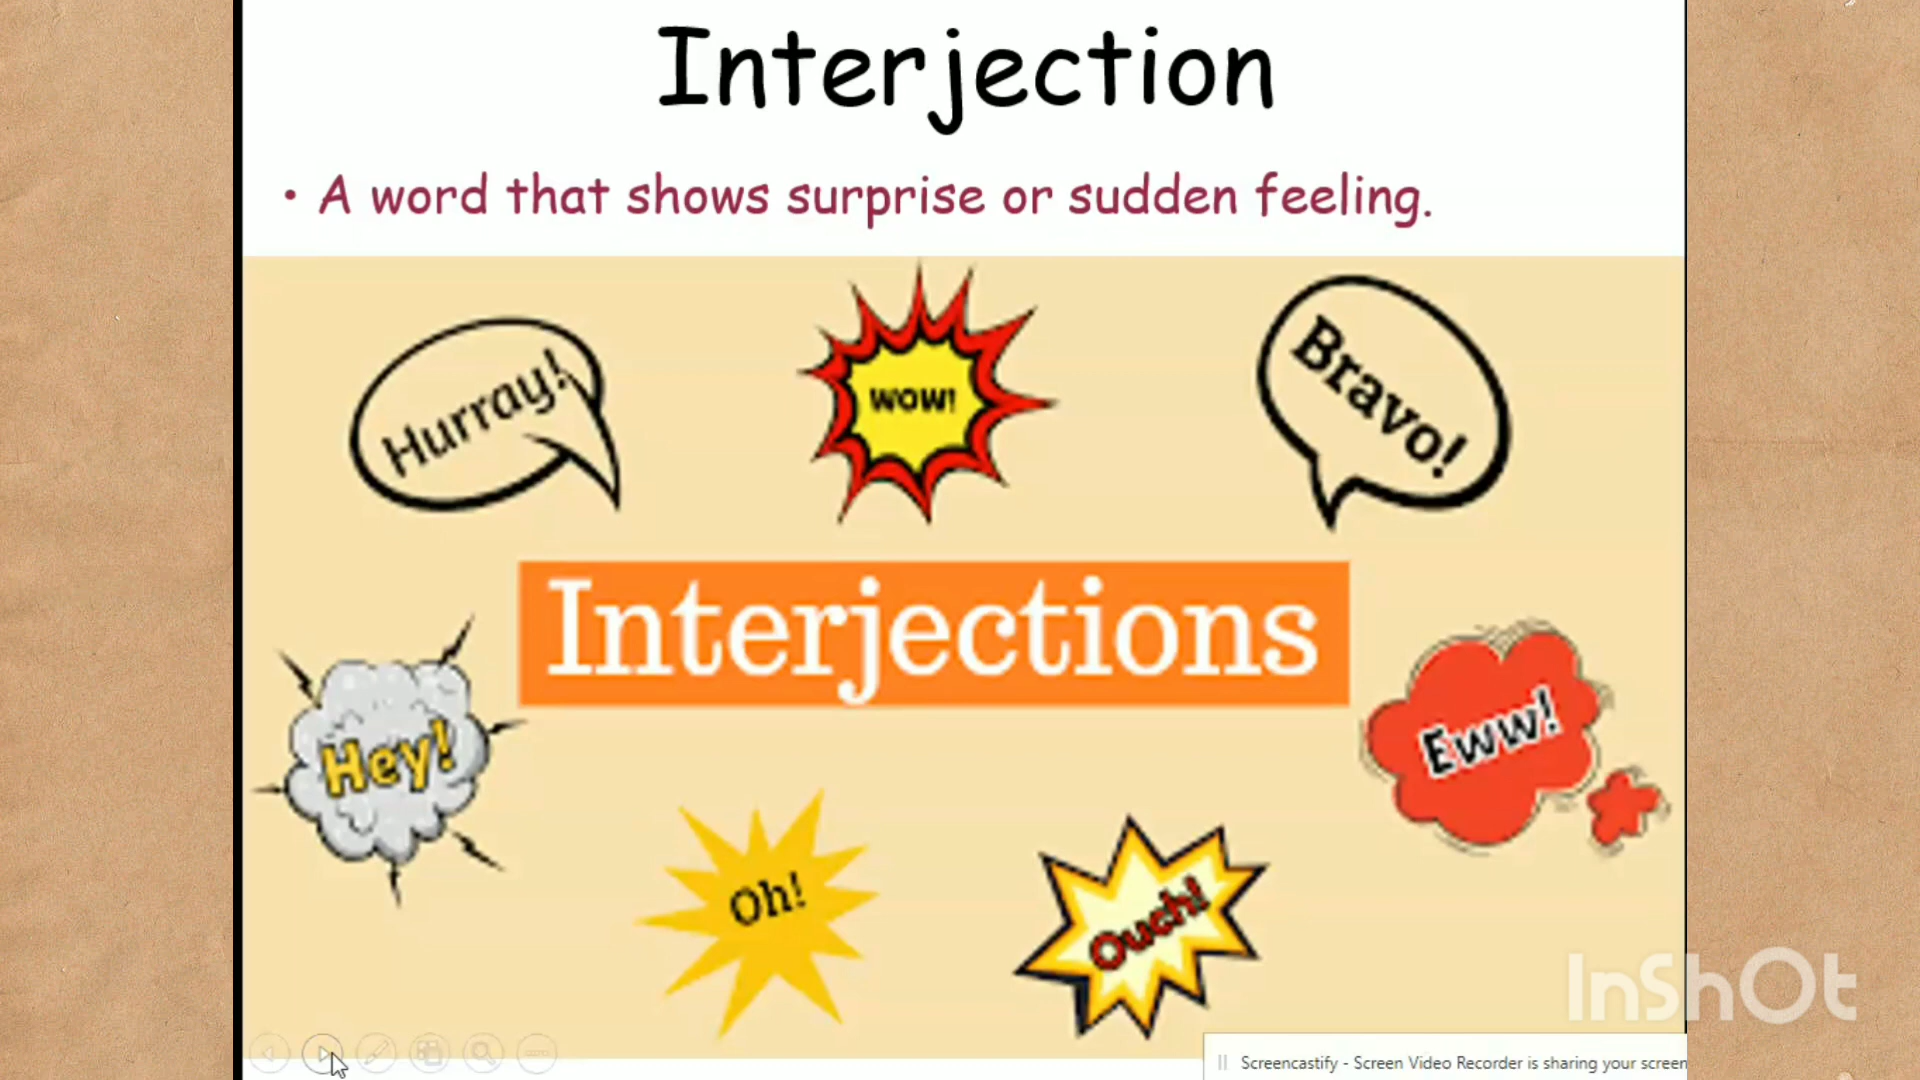 Interjection
• A word that shows surprise or sudden feeling.
Hurray!
WOW!
Bravo!
Interjections
Hey!
Eww!
Oh!
Ouch!
InShOt
Screencastify - Screen Video Recorder is sharing your screen